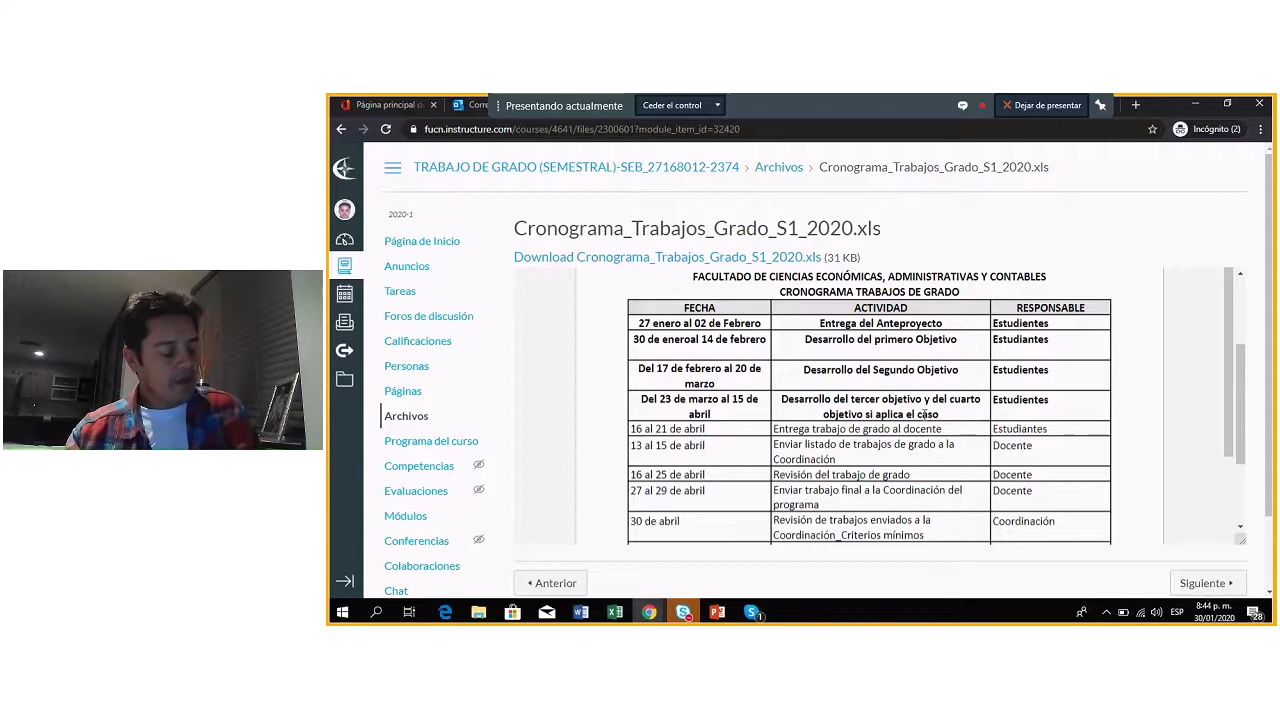 Página principal d
Corre
Presentando actualmente
Ceder el control
Dejar de presentar
fucn.instructure.com/courses/4641/files/2300601?module_item_id=32420
Incógnito (2)
TRABAJO DE GRADO (SEMESTRAL)-SEB_27168012-2374 › Archivos › Cronograma_Trabajos_Grado_S1_2020.xls
2020-1
Página de Inicio
Anuncios
Tareas
Foros de discusión
Calificaciones
Personas
Páginas
Archivos
Programa del curso
Competencias
Evaluaciones
Módulos
Conferencias
Colaboraciones
Chat
Cronograma_Trabajos_Grado_S1_2020.xls
Download Cronograma_Trabajos_Grado_S1_2020.xls (31 KB)
FACULTADO DE CIENCIAS ECONÓMICAS, ADMINISTRATIVAS Y CONTABLES
CRONOGRAMA TRABAJOS DE GRADO
FECHA ACTIVIDAD RESPONSABLE
27 enero al 02 de Febrero Entrega del Anteproyecto Estudiantes
30 de eneroal 14 de febrero Desarrollo del primero Objetivo Estudiantes
Del 17 de febrero al 20 de Desarrollo del Segundo Objetivo Estudiantes
marzo
Del 23 de marzo al 15 de Desarrollo del tercer objetivo y del cuarto Estudiantes
abril objetivo si aplica el caso
16 al 21 de abril Entrega trabajo de grado al docente Estudiantes
13 al 15 de abril Enviar listado de trabajos de grado a la Docente
Coordinación
16 al 25 de abril Revisión del trabajo de grado Docente
27 al 29 de abril Enviar trabajo final a la Coordinación del Docente
programa
30 de abril Revisión de trabajos enviados a la Coordinación
Coordinación_Criterios mínimos
Anterior
Siguiente
ESP
8:44 p. m.
30/01/2020
28
1